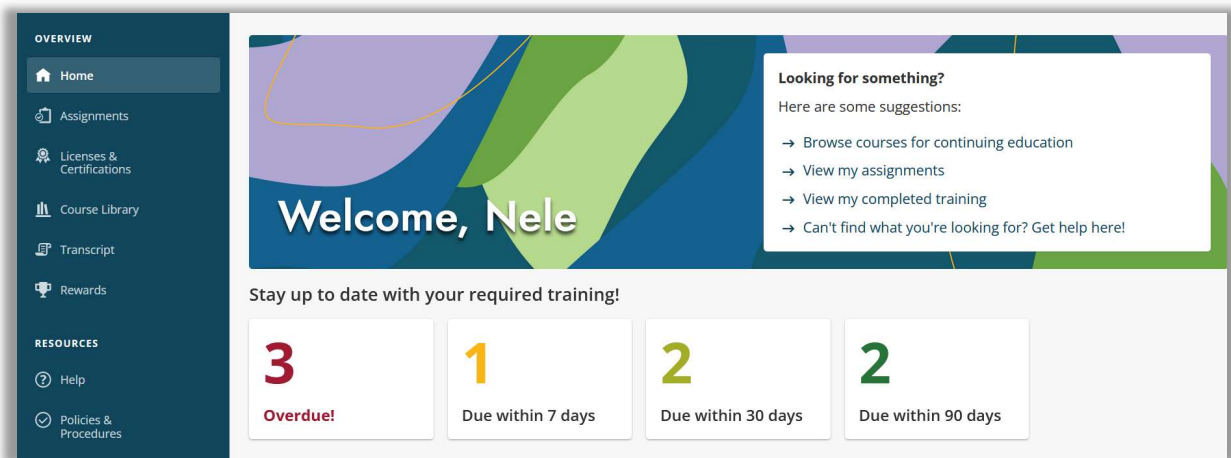 OVERVIEW
Home
Assignments
Licenses &
Certifications
Course Library
Transcript
Rewards
RESOURCES
Help
Policies &
Procedures
Welcome, Nele
Looking for something?
Here are some suggestions:
→ Browse courses for continuing education
→ View my assignments
→ View my completed training
→ Can't find what you're looking for? Get help here!
Stay up to date with your required training!
3
Overdue!
1
Due within 7 days
2
Due within 30 days
2
Due within 90 days